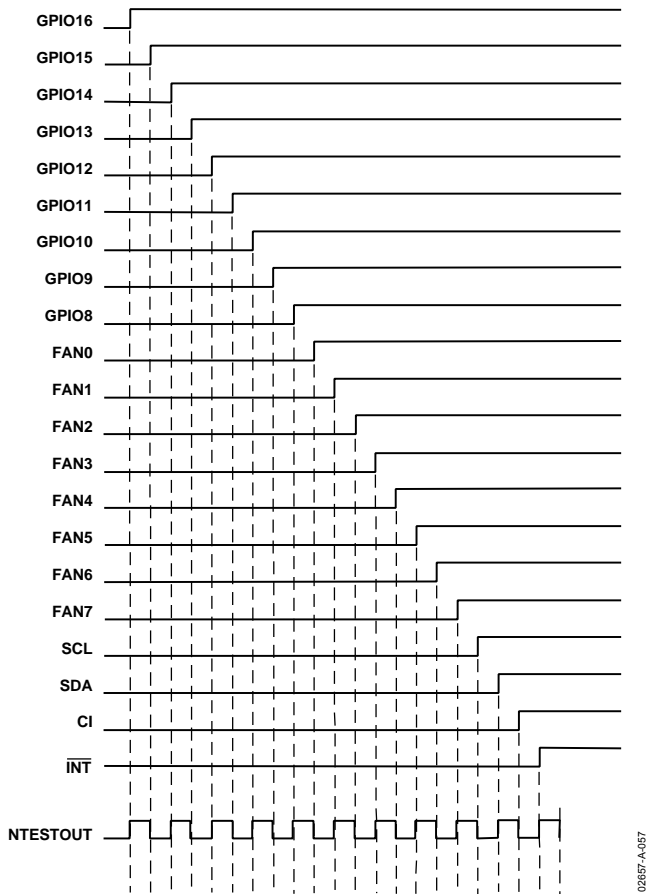 GPIO16
GPIO15
GPIO14
GPIO13
GPIO12
GPIO11
GPIO10
GPIO9
GPIO8
FAN0
FAN1
FAN2
FAN3
FAN4
FAN5
FAN6
FAN7
SCL
SDA
CI
INT
NTESTOUT
02657-A-057